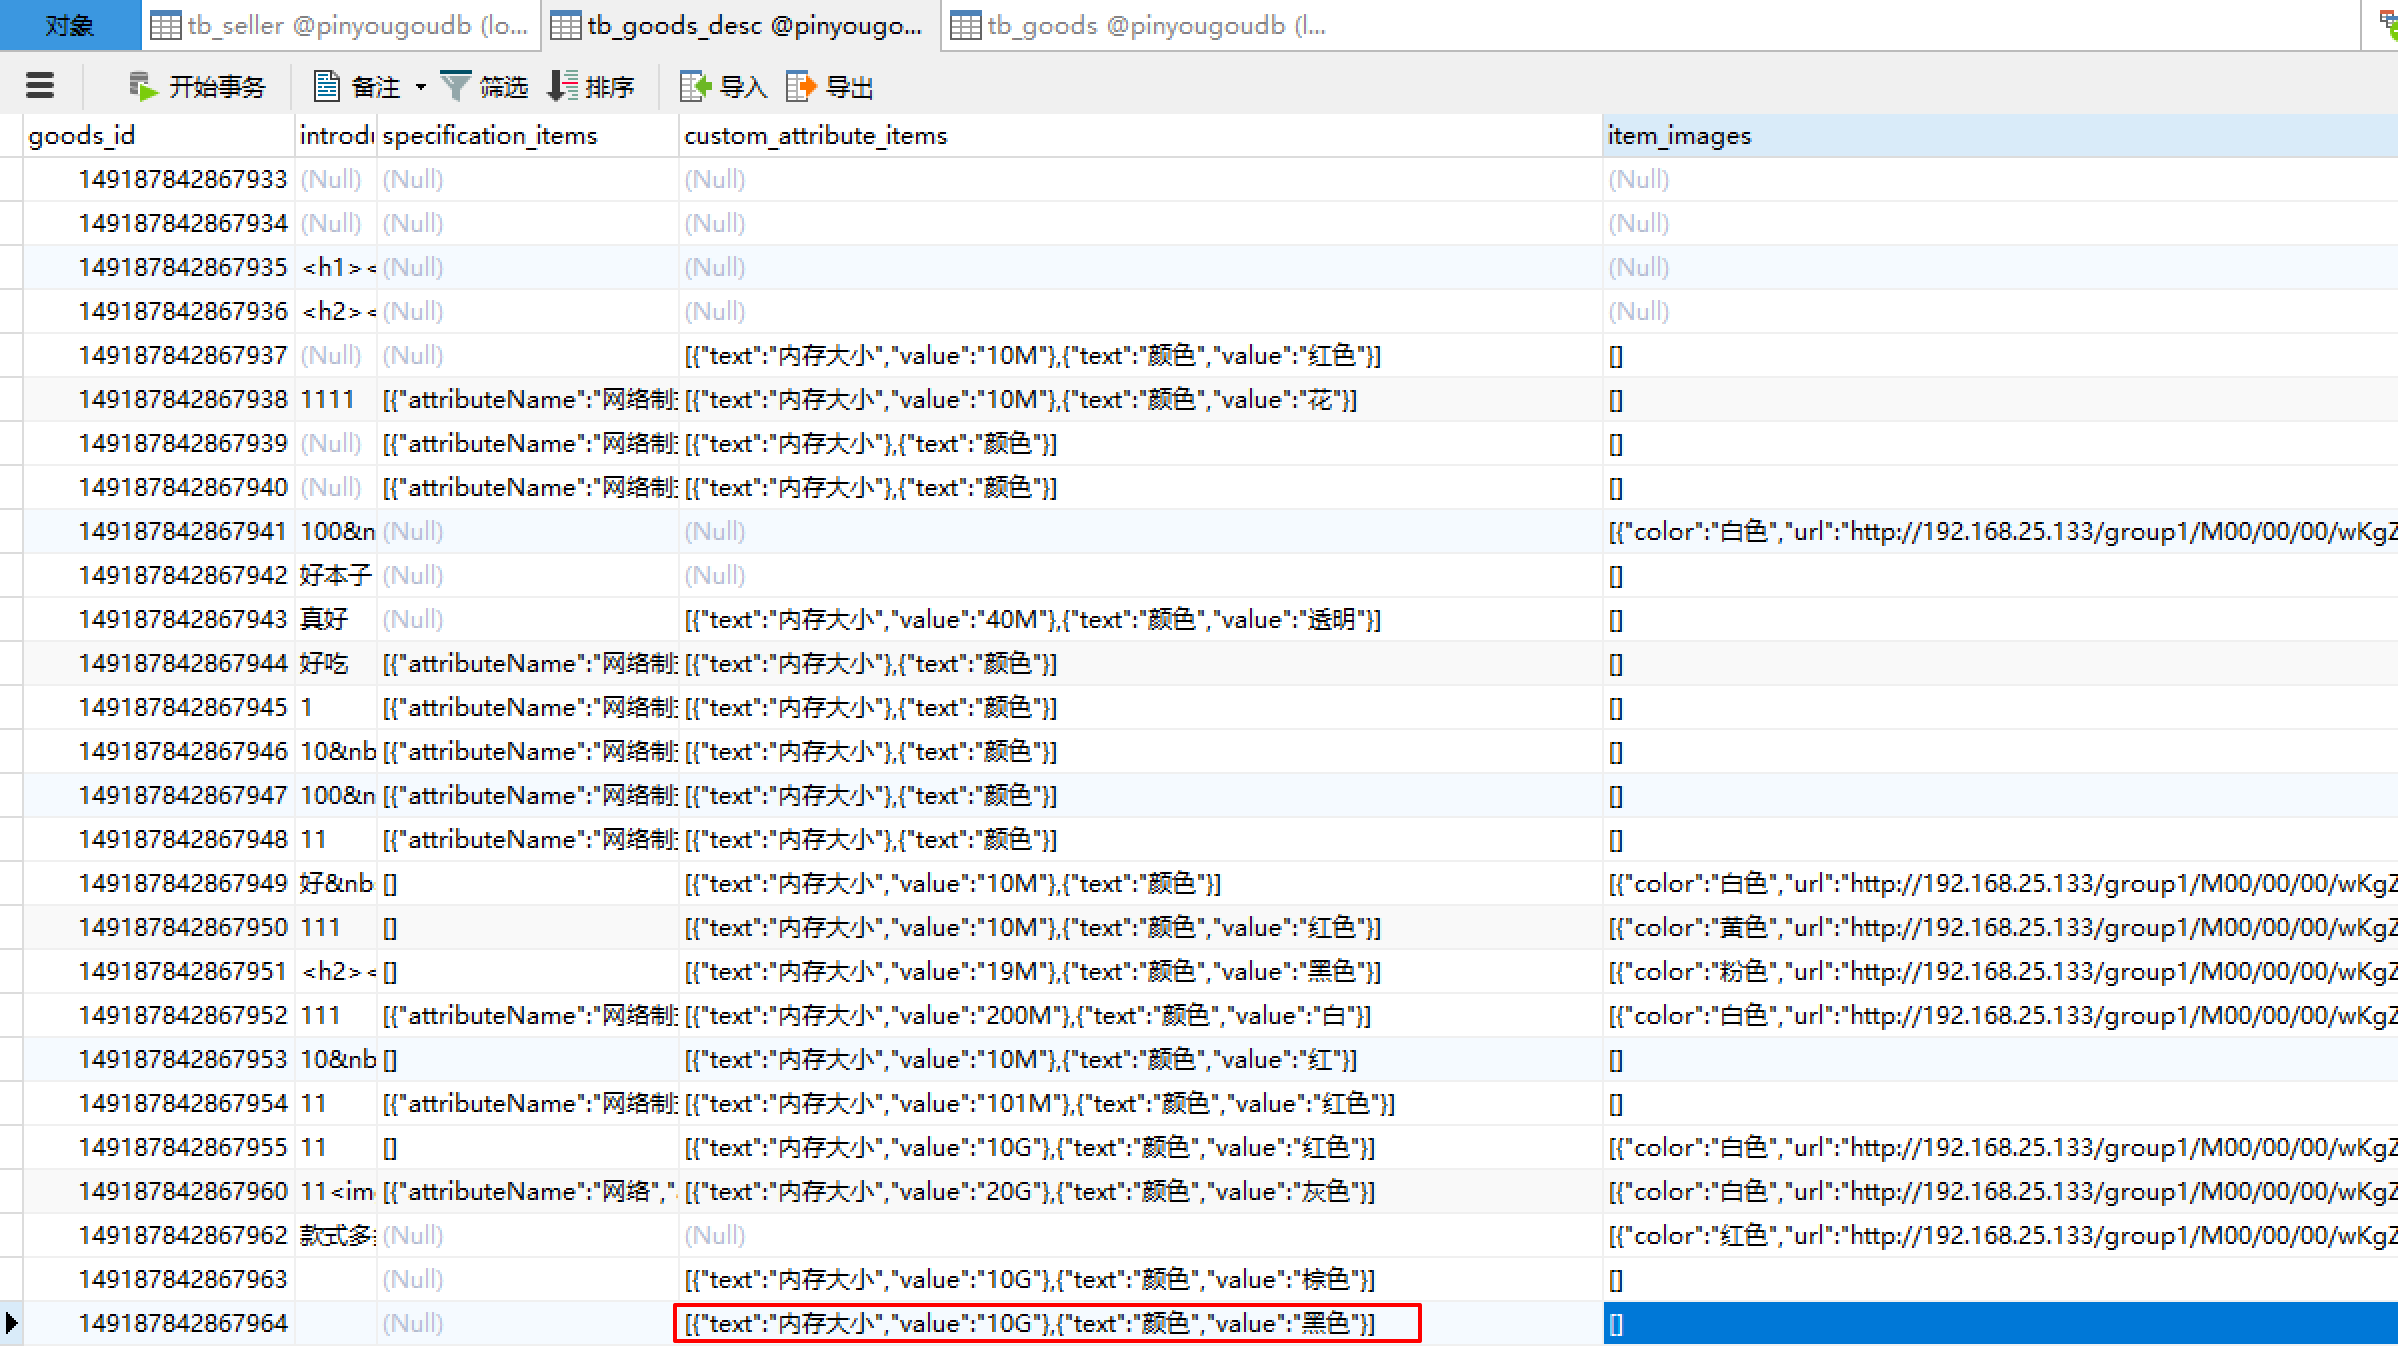 对象 tb_seller @pinyougoudb (lo... tb_goods_desc @pinyougo... tb_goods @pinyougoudb (l...
开始事务 备注 筛选 排序 导入 导出
goods_id introdu specification_items custom_attribute_items item_images
149187842867933 (Null) (Null) (Null) (Null)
149187842867934 (Null) (Null) (Null) (Null)
149187842867935 <h1>< (Null) (Null) (Null)
149187842867936 <h2>< (Null) (Null) (Null)
149187842867937 (Null) (Null) [{"text":"内存大小","value":"10M"},{"text":"颜色","value":"红色"}] []
149187842867938 1111 [{"attributeName":"网络制 [{"text":"内存大小","value":"10M"},{"text":"颜色","value":"花"}] []
149187842867939 (Null) [{"attributeName":"网络制 [{"text":"内存大小"},{"text":"颜色"}] []
149187842867940 (Null) [{"attributeName":"网络制 [{"text":"内存大小"},{"text":"颜色"}] []
149187842867941 100&n (Null) (Null) [{"color":"白色","url":"http://192.168.25.133/group1/M00/00/00/wKgZ
149187842867942 好本子 (Null) (Null) []
149187842867943 真好 (Null) [{"text":"内存大小","value":"40M"},{"text":"颜色","value":"透明"}] []
149187842867944 好吃 [{"attributeName":"网络制 [{"text":"内存大小"},{"text":"颜色"}] []
149187842867945 1 [{"attributeName":"网络制 [{"text":"内存大小"},{"text":"颜色"}] []
149187842867946 10&nb [{"attributeName":"网络制 [{"text":"内存大小"},{"text":"颜色"}] []
149187842867947 100&n [{"attributeName":"网络制 [{"text":"内存大小"},{"text":"颜色"}] []
149187842867948 11 [{"attributeName":"网络制 [{"text":"内存大小"},{"text":"颜色"}] []
149187842867949 好&nb [] [{"text":"内存大小","value":"10M"},{"text":"颜色"}] [{"color":"白色","url":"http://192.168.25.133/group1/M00/00/00/wKgZ
149187842867950 111 [] [{"text":"内存大小","value":"10M"},{"text":"颜色","value":"红色"}] [{"color":"黄色","url":"http://192.168.25.133/group1/M00/00/00/wKgZ
149187842867951 <h2>< [] [{"text":"内存大小","value":"19M"},{"text":"颜色","value":"黑色"}] [{"color":"粉色","url":"http://192.168.25.133/group1/M00/00/00/wKgZ
149187842867952 111 [{"attributeName":"网络制 [{"text":"内存大小","value":"200M"},{"text":"颜色","value":"白"}] [{"color":"白色","url":"http://192.168.25.133/group1/M00/00/00/wKgZ
149187842867953 10&nb [] [{"text":"内存大小","value":"10M"},{"text":"颜色","value":"红"}] []
149187842867954 11 [{"attributeName":"网络制 [{"text":"内存大小","value":"101M"},{"text":"颜色","value":"红色"}] []
149187842867955 11 [] [{"text":"内存大小","value":"10G"},{"text":"颜色","value":"红色"}] [{"color":"白色","url":"http://192.168.25.133/group1/M00/00/00/wKgZ
149187842867960 11<im [{"attributeName":"网络"," [{"text":"内存大小","value":"20G"},{"text":"颜色","value":"灰色"}] [{"color":"白色","url":"http://192.168.25.133/group1/M00/00/00/wKgZ
149187842867962 款式多 (Null) (Null) [{"color":"红色","url":"http://192.168.25.133/group1/M00/00/00/wKgZ
149187842867963 (Null) [{"text":"内存大小","value":"10G"},{"text":"颜色","value":"棕色"}] []
149187842867964 (Null) [{"text":"内存大小","value":"10G"},{"text":"颜色","value":"黑色"}] []